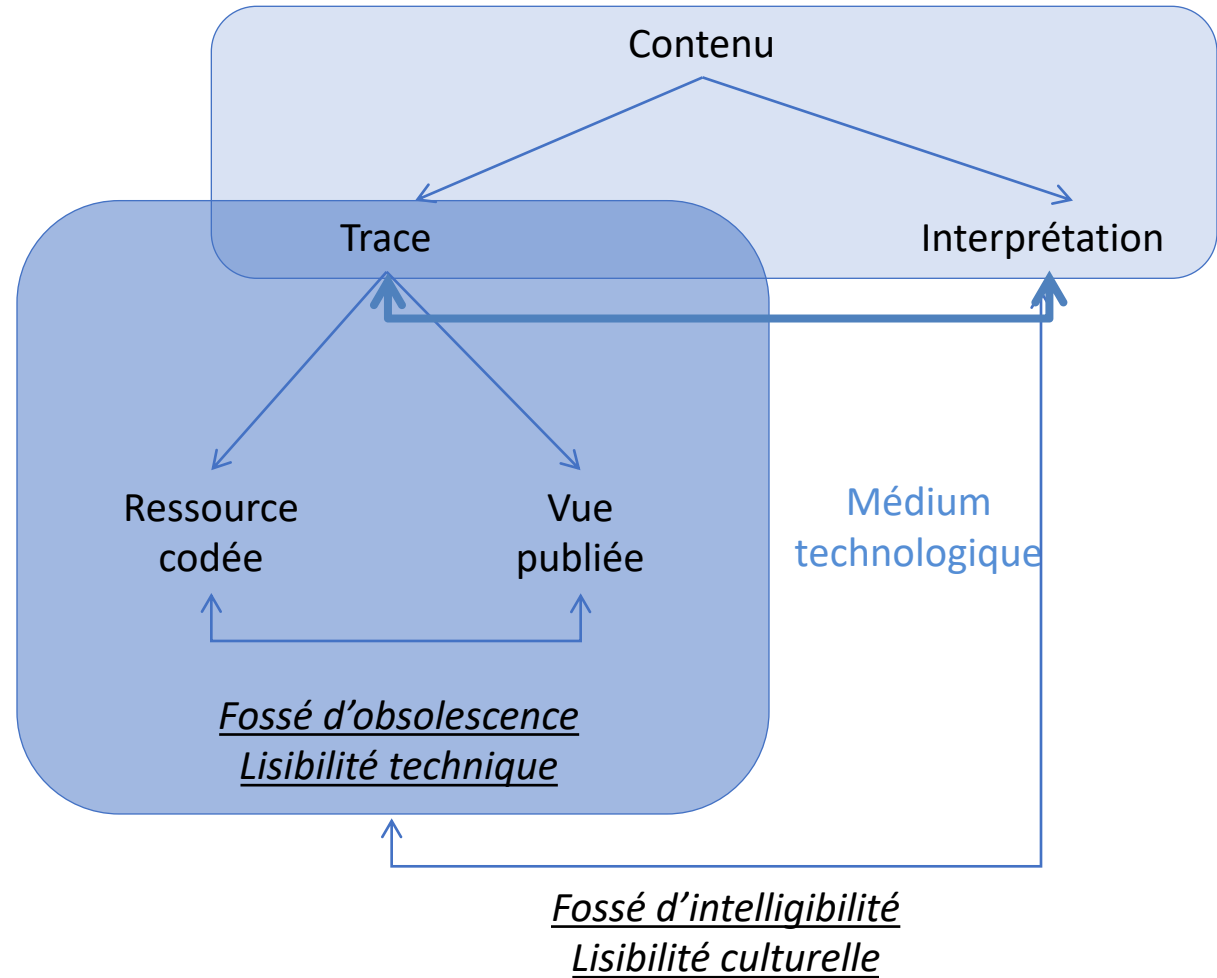 Contenu
Trace
Interprétation
Ressource
codée
Vue
publiée
Médium
technologique
Fossé d’obsolescence
Lisibilité technique
Fossé d’intelligibilité
Lisibilité culturelle